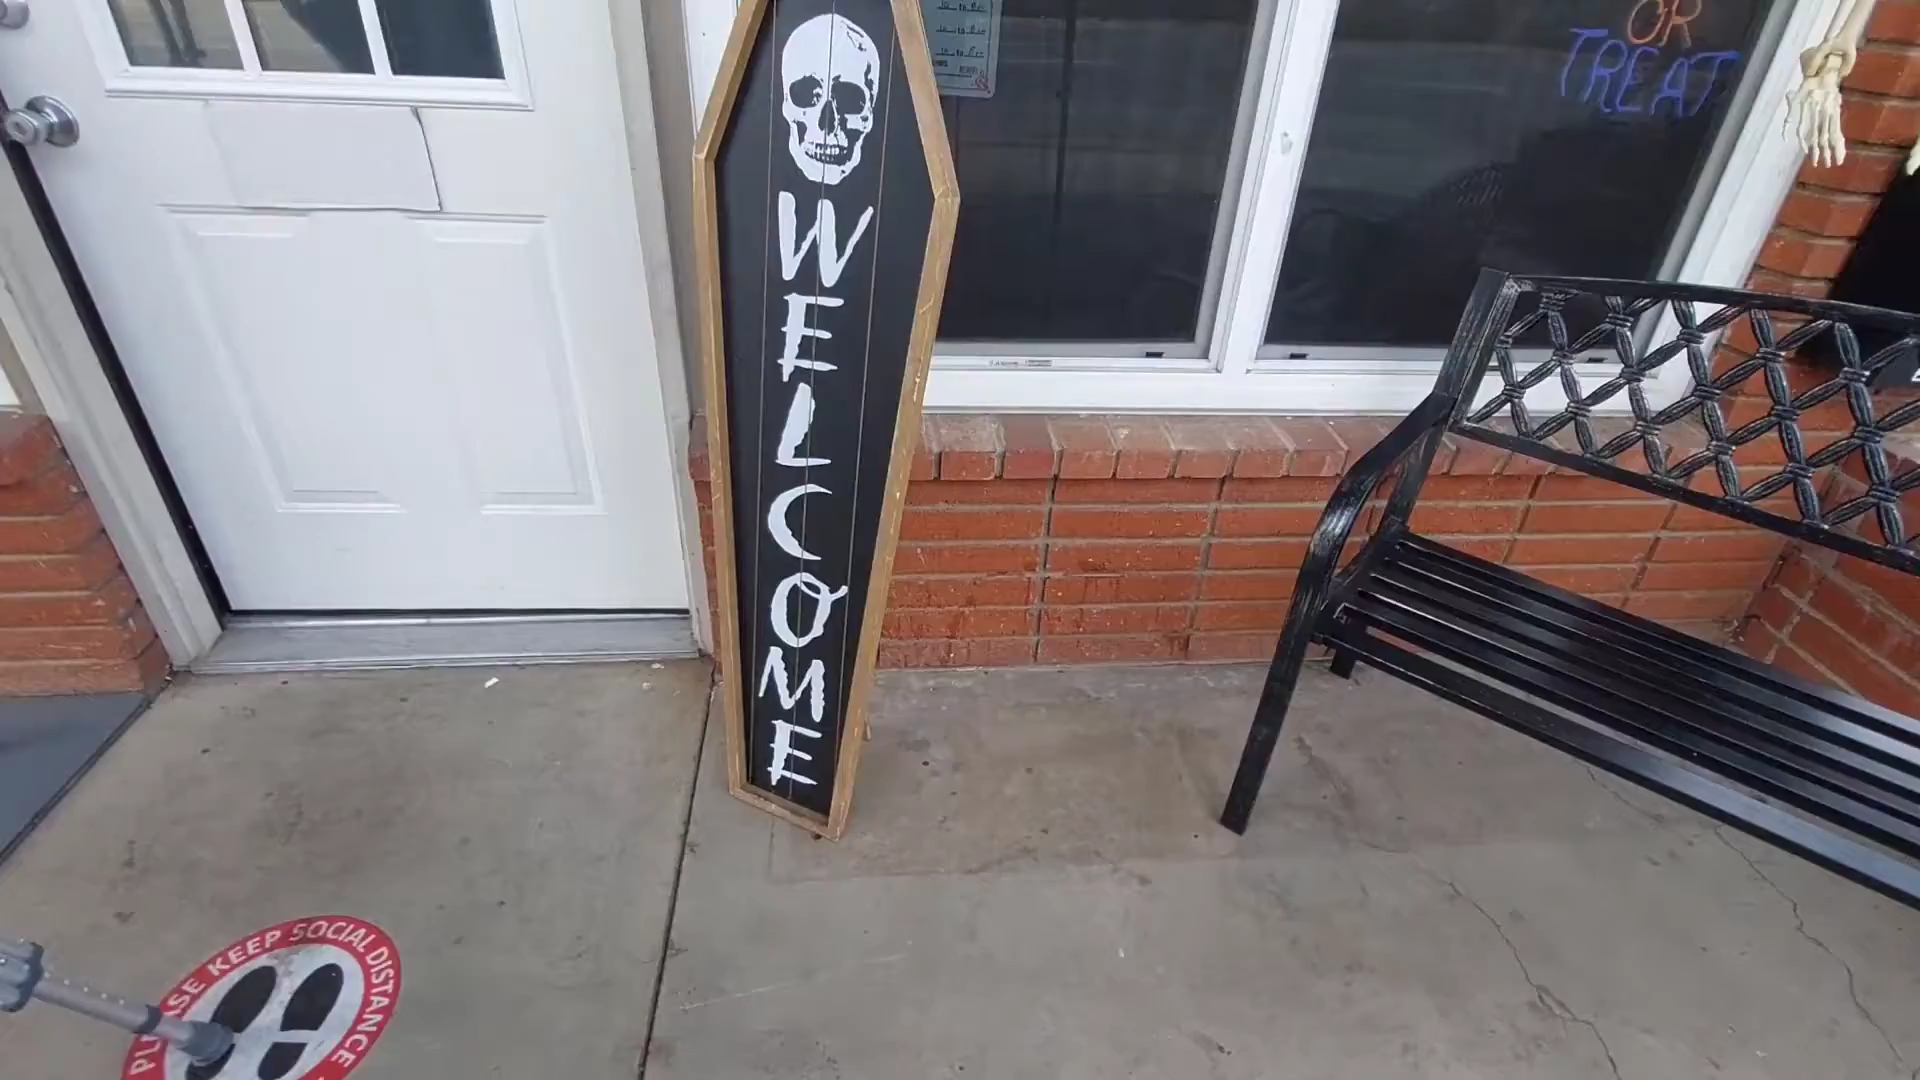 OR
TREAT
WELCOME
PLEASE KEEP SOCIAL DISTANCE